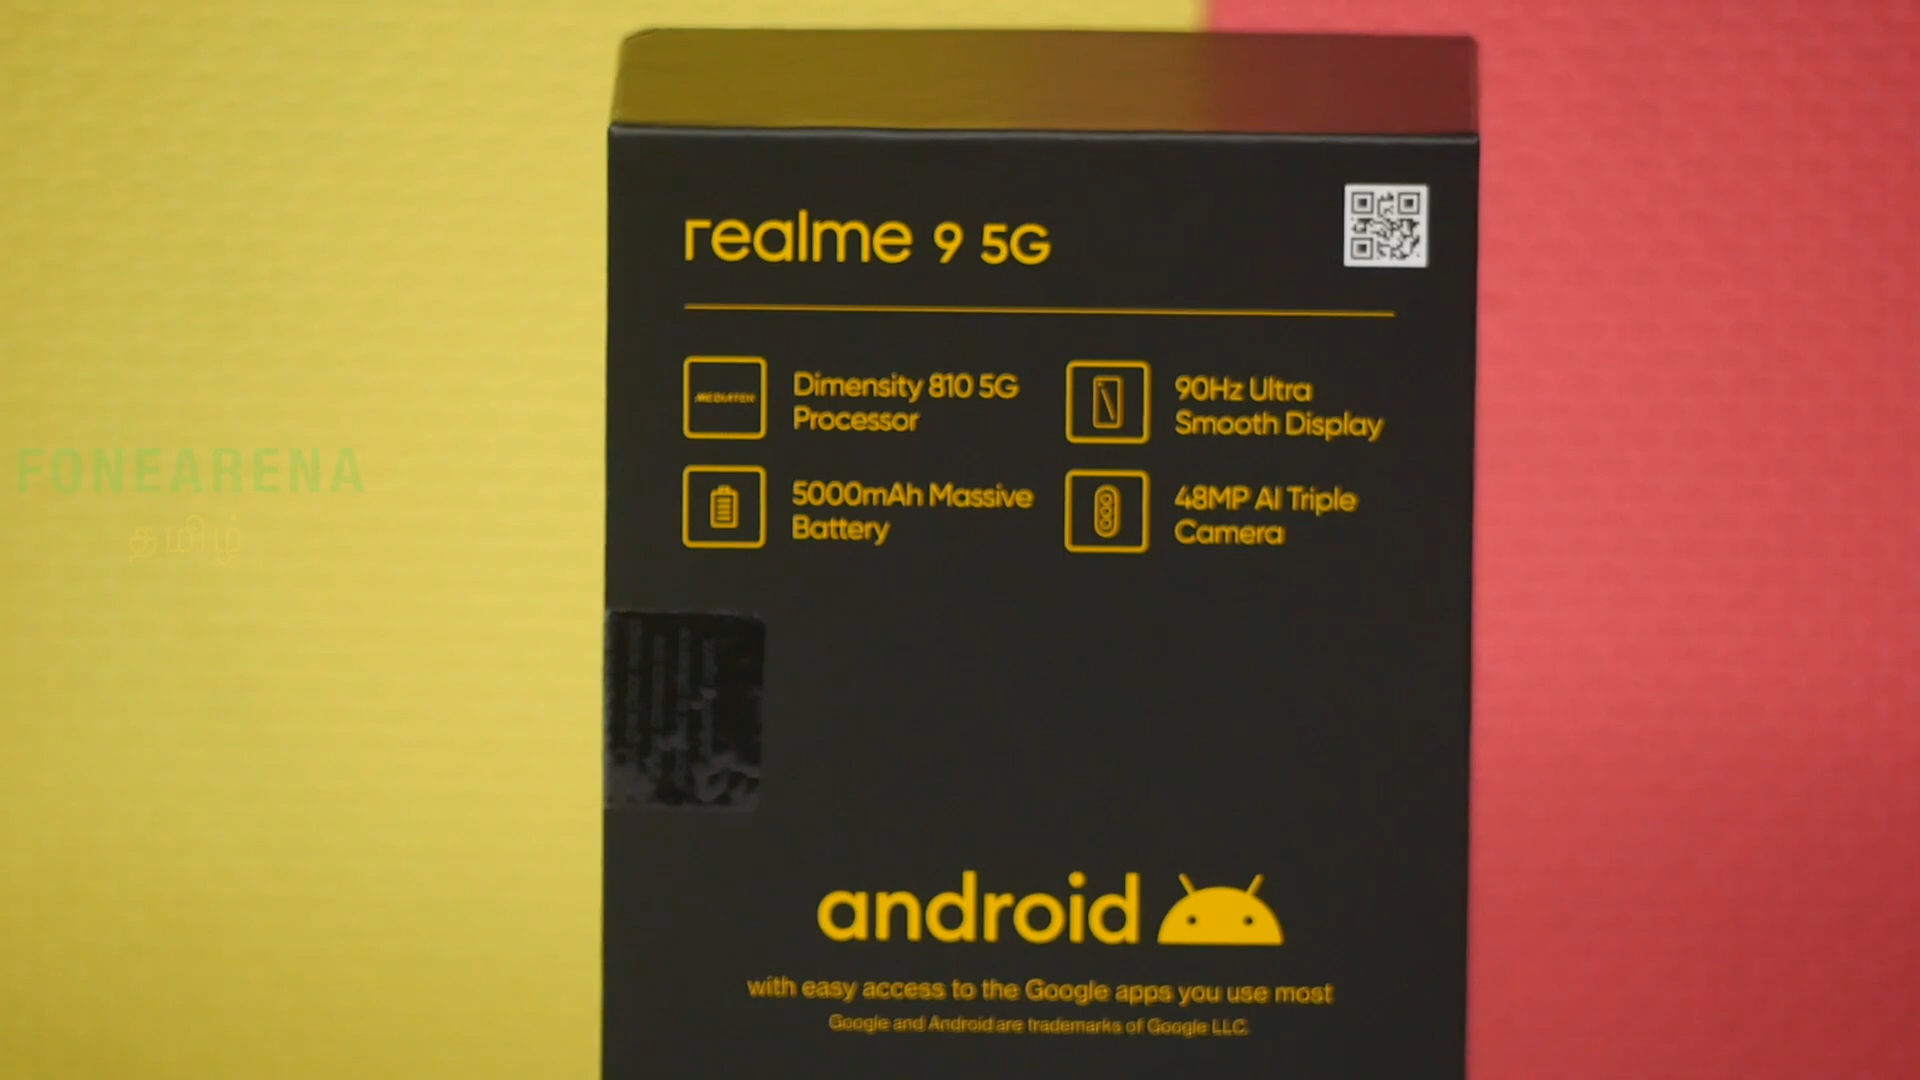 realme 9 5G
MEDIATEK
Dimensity 810 5G
Processor
90Hz Ultra
Smooth Display
5000mAh Massive
Battery
48MP AI Triple
Camera
FONEARENA
தமிழ்
android
with easy access to the Google apps you use most
Google and Android are trademarks of Google LLC.